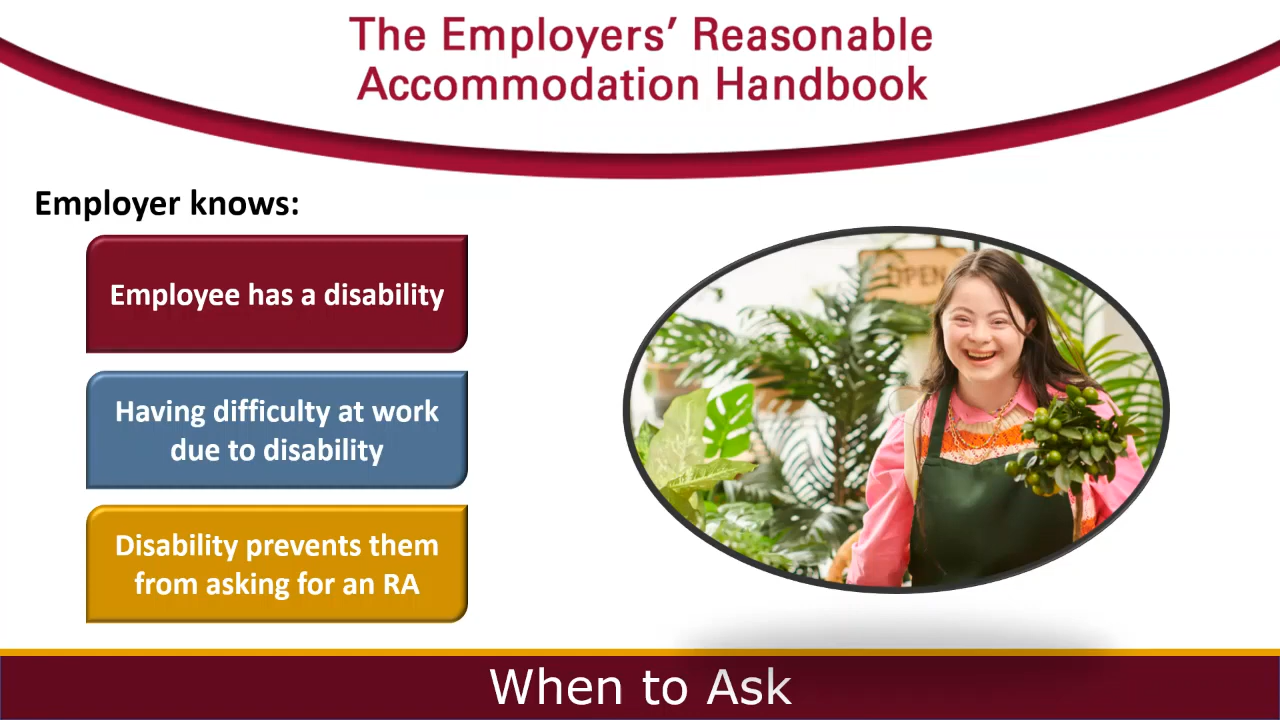 The Employers’ Reasonable
Accommodation Handbook
Employer knows:
Employee has a disability
Having difficulty at work
due to disability
Disability prevents them
from asking for an RA
OPEN
When to Ask